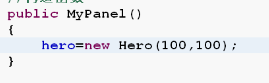 public MyPanel()
{
hero=new Hero(100,100);
}